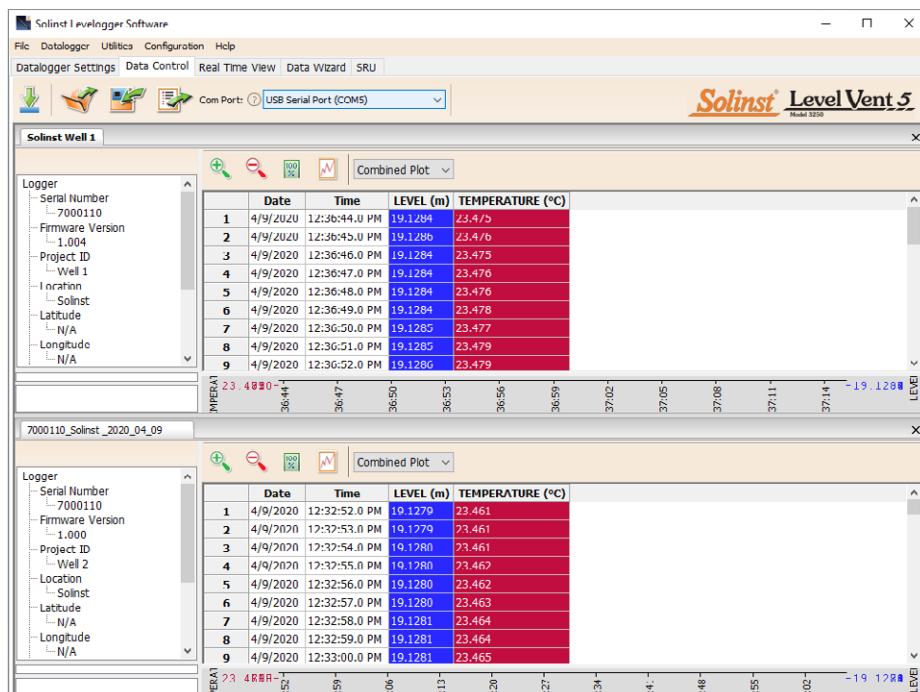 Solinst Levelogger Software
File Datalogger Utilities Configuration Help
Datalogger Settings Data Control Real Time View Data Wizard SRU
Com Port: ? USB Serial Port (COM5)
Solinst Level Vent 5
Model 3250
Solinst Well 1
100 %
Combined Plot
Logger
Serial Number
7000110
Firmware Version
1.004
Project ID
Well 1
Location
Solinst
Latitude
N/A
Longitude
N/A
Date Time LEVEL (m) TEMPERATURE (ºC)
1 4/9/2020 12:36:44.0 PM 19.1284 23.475
2 4/9/2020 12:36:45.0 PM 19.1286 23.476
3 4/9/2020 12:36:46.0 PM 19.1284 23.475
4 4/9/2020 12:36:47.0 PM 19.1284 23.476
5 4/9/2020 12:36:48.0 PM 19.1284 23.476
6 4/9/2020 12:36:49.0 PM 19.1284 23.478
7 4/9/2020 12:36:50.0 PM 19.1285 23.477
8 4/9/2020 12:36:51.0 PM 19.1285 23.479
9 4/9/2020 12:36:52.0 PM 19.1286 23.479
36:44 36:47 36:50 36:53 36:56 36:59 37:02 37:05 37:08 37:11 37:14
LEVEL
7000110_Solinst _2020_04_09
100 %
Combined Plot
Logger
Serial Number
7000110
Firmware Version
1.000
Project ID
Well 2
Location
Solinst
Latitude
N/A
Longitude
N/A
Date Time LEVEL (m) TEMPERATURE (ºC)
1 4/9/2020 12:32:52.0 PM 19.1279 23.461
2 4/9/2020 12:32:53.0 PM 19.1279 23.461
3 4/9/2020 12:32:54.0 PM 19.1280 23.461
4 4/9/2020 12:32:55.0 PM 19.1280 23.462
5 4/9/2020 12:32:56.0 PM 19.1280 23.462
6 4/9/2020 12:32:57.0 PM 19.1280 23.463
7 4/9/2020 12:32:58.0 PM 19.1281 23.464
8 4/9/2020 12:32:59.0 PM 19.1281 23.464
9 4/9/2020 12:33:00.0 PM 19.1281 23.465